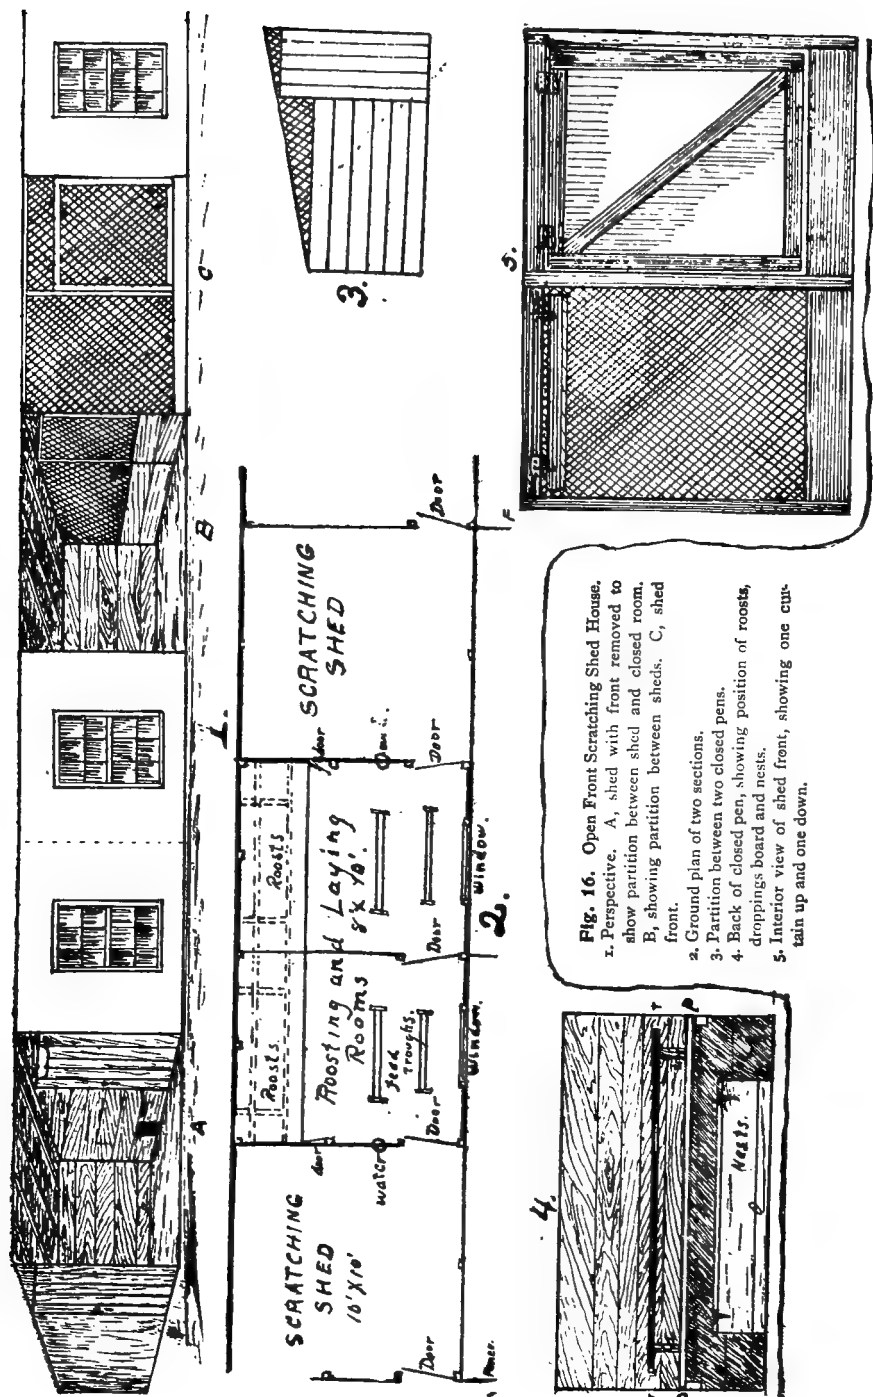 A
B
C
1.
SCRATCHING
SHED
10'X10'
door
water
Door
Roosts.
Roosts
Roosting and Laying
Rooms
8'x 10'.
feed
troughs.
Door
Window.
Door
Window.
door
Door
SCRATCHING
SHED
Door
2.
3.
4.
Nests.
5.
Fig. 16. Open Front Scratching Shed House.
1. Perspective. A, shed with front removed to
show partition between shed and closed room.
B, showing partition between sheds. C, shed
front.
2. Ground plan of two sections.
3. Partition between two closed pens.
4. Back of closed pen, showing position of roosts,
droppings board and nests.
5. Interior view of shed front, showing one cur-
tain up and one down.